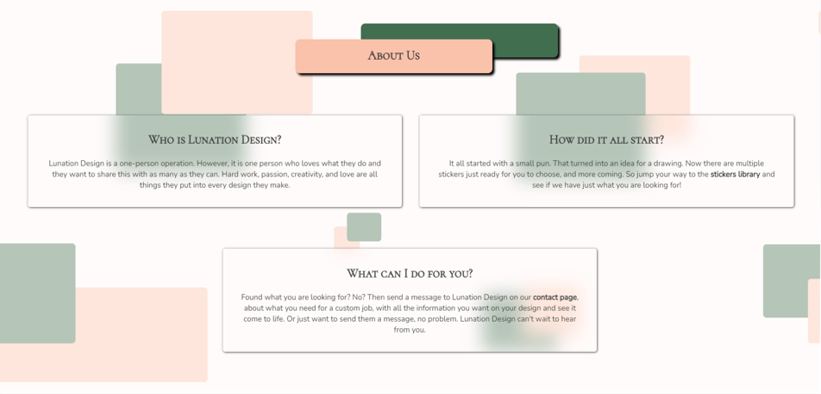 About Us
Who is Lunation Design?
Lunation Design is a one-person operation. However, it is one person who loves what they do and
they want to share this with as many as they can. Hard work, passion, creativity, and love are all
things they put into every design they make.
How did it all start?
It all started with a small pun. That turned into an idea for a drawing. Now there are multiple
stickers just ready for you to choose, and more coming. So jump your way to the stickers library and
see if we have just what you are looking for!
What can I do for you?
Found what you are looking for? No? Then send a message to Lunation Design on our contact page,
about what you need for a custom job, with all the information you want on your design and see it
come to life. Or just want to send them a message, no problem. Lunation Design can't wait to hear
from you.